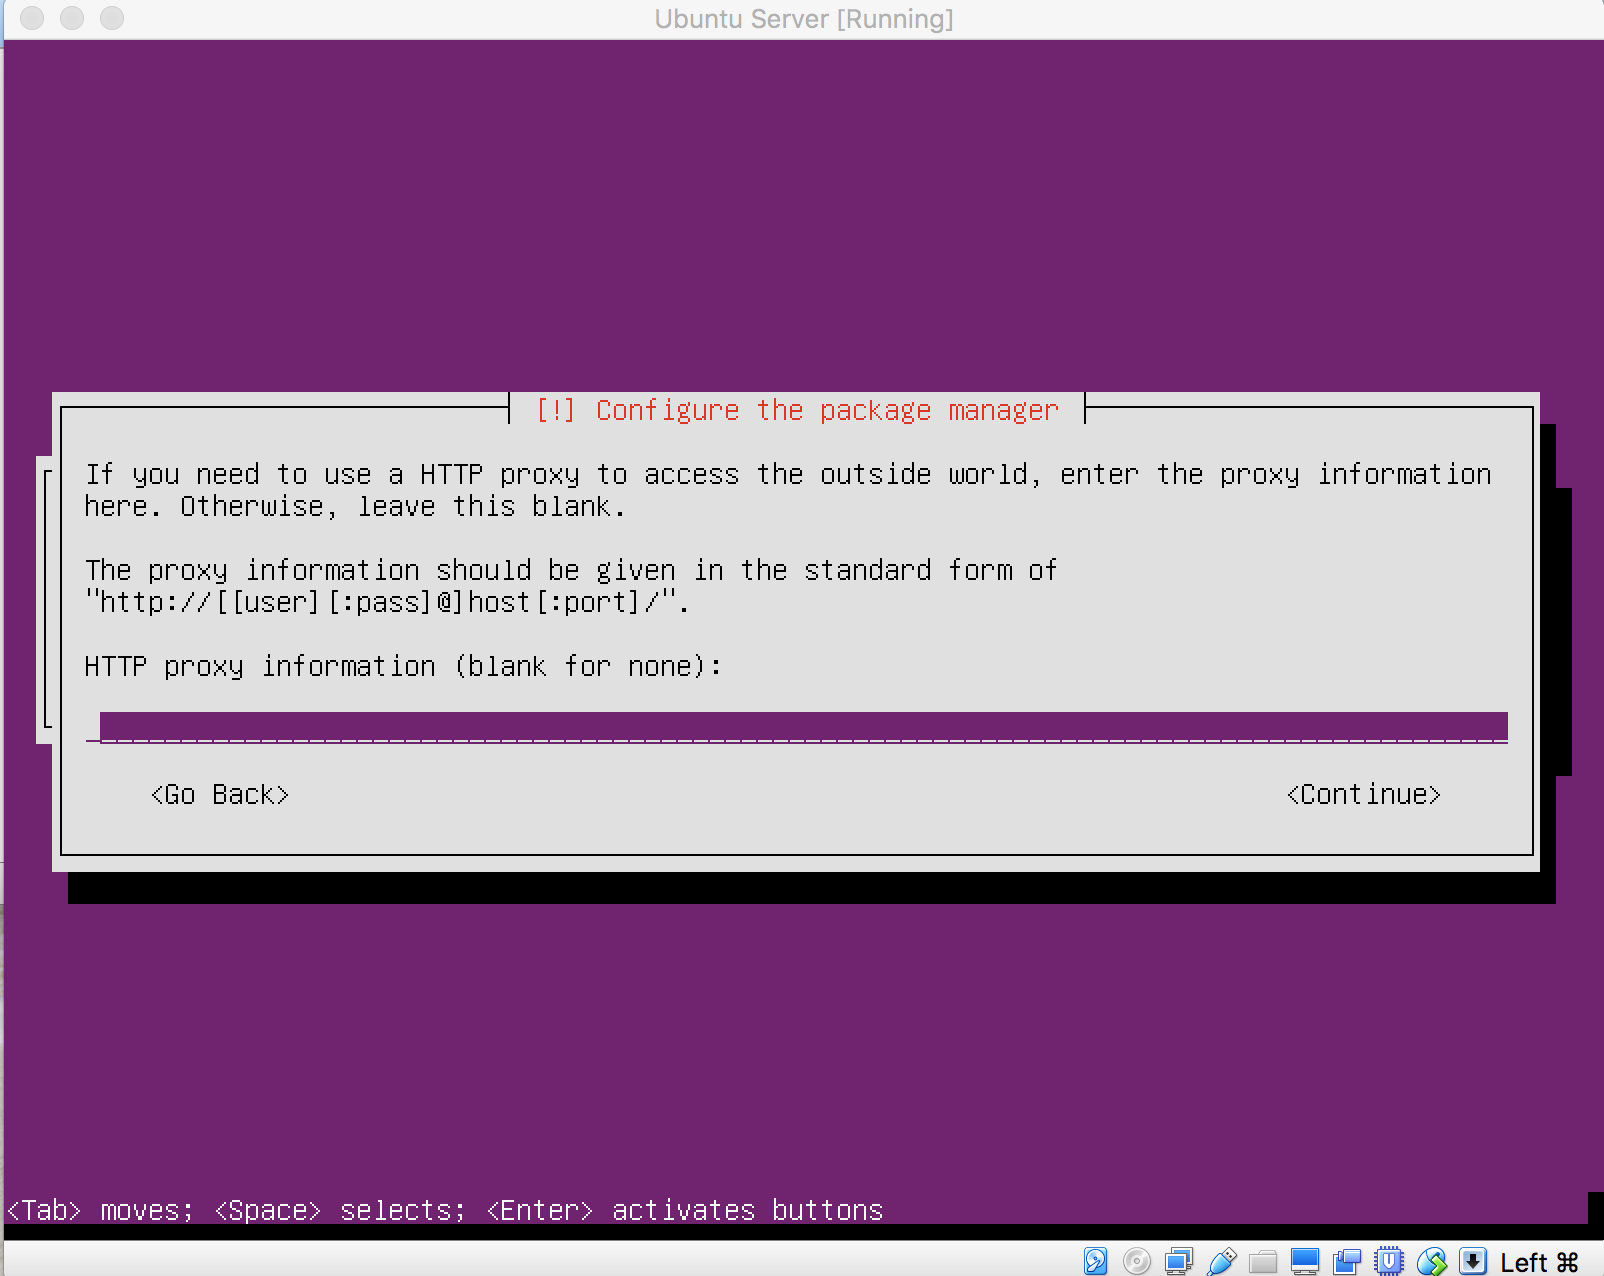 Ubuntu Server [Running]
[!] Configure the package manager
If you need to use a HTTP proxy to access the outside world, enter the proxy information
here. Otherwise, leave this blank.
The proxy information should be given in the standard form of
"http://[[user][:pass]@]host[:port]/".
HTTP proxy information (blank for none):
<Go Back> <Continue>
<Tab> moves; <Space> selects; <Enter> activates buttons
Left ⌘